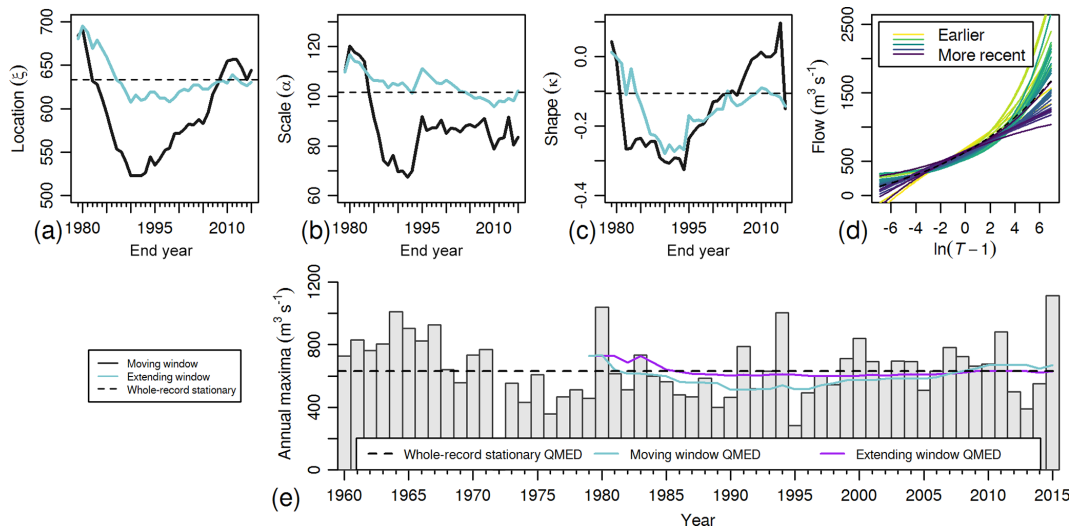 Location (ξ)
500 550 600 650 700
1980 1995 2010
End year
(a)
Scale (α)
60 80 100 120
1980 1995 2010
End year
(b)
Shape (κ)
-0.4 -0.2 0.0
1980 1995 2010
End year
(c)
Flow (m³ s⁻¹)
0 500 1500 2500
-6 -4 -2 0 2 4 6
ln(T − 1)
(d)
Earlier
More recent
Moving window
Extending window
Whole-record stationary
Annual maxima (m³ s⁻¹)
0 400 800 1200
Whole-record stationary QMED
Moving window QMED
Extending window QMED
1960 1965 1970 1975 1980 1985 1990 1995 2000 2005 2010 2015
Year
(e)